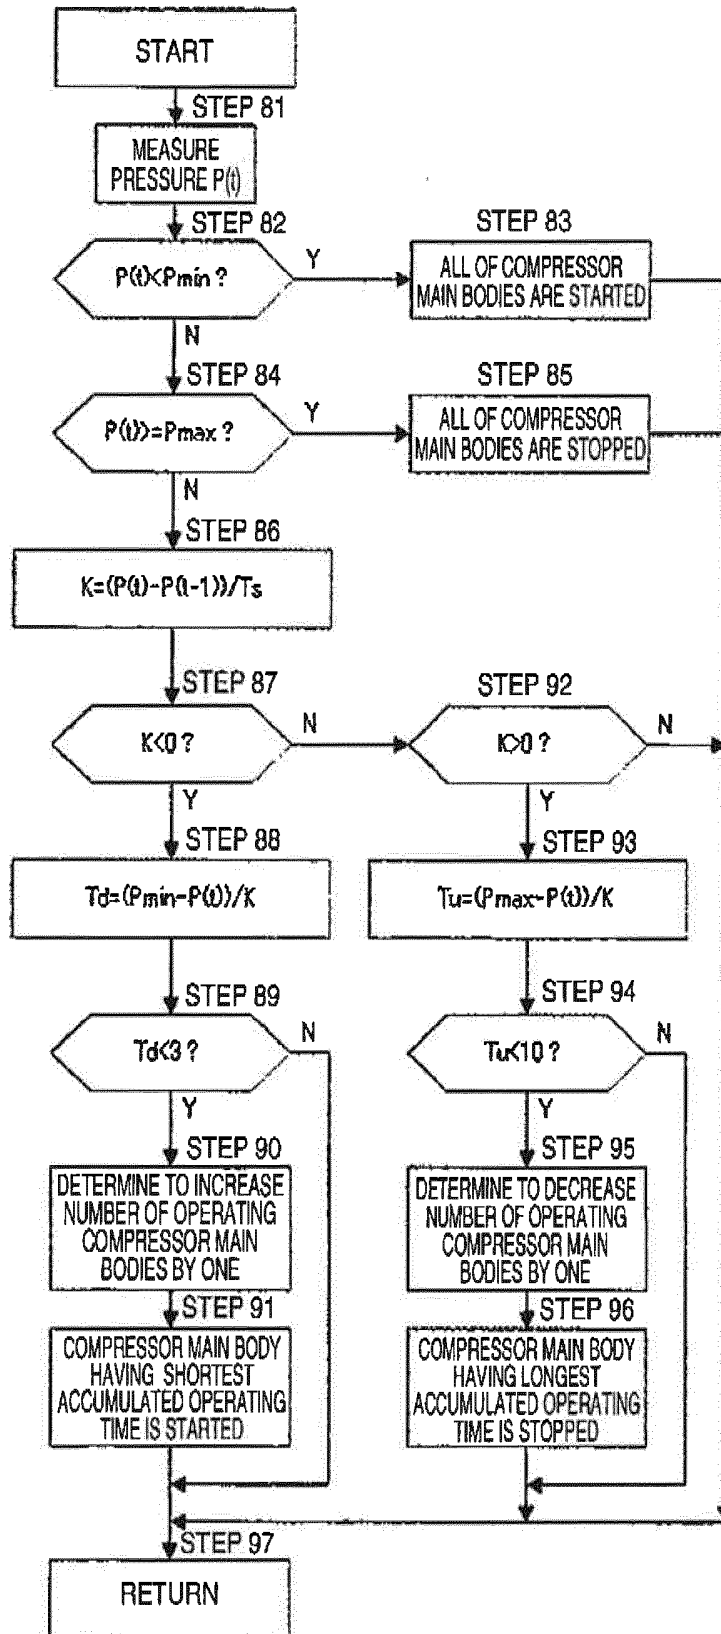 START
STEP 81
MEASURE
PRESSURE P(t)
STEP 82
P(t)<Pmin ?
Y
N
STEP 83
ALL OF COMPRESSOR
MAIN BODIES ARE STARTED
STEP 84
P(t)>=Pmax ?
Y
N
STEP 85
ALL OF COMPRESSOR
MAIN BODIES ARE STOPPED
STEP 86
K=(P(t)-P(t-1))/Ts
STEP 87
K<0 ?
N
Y
STEP 92
K>0 ?
N
Y
STEP 88
Td=(Pmin-P(t))/K
STEP 93
Tu=(Pmax-P(t))/K
STEP 89
Td<3 ?
N
Y
STEP 94
Tu<10 ?
N
Y
STEP 90
DETERMINE TO INCREASE
NUMBER OF OPERATING
COMPRESSOR MAIN
BODIES BY ONE
STEP 95
DETERMINE TO DECREASE
NUMBER OF OPERATING
COMPRESSOR MAIN
BODIES BY ONE
STEP 91
COMPRESSOR MAIN BODY
HAVING SHORTEST
ACCUMULATED OPERATING
TIME IS STARTED
STEP 96
COMPRESSOR MAIN BODY
HAVING LONGEST
ACCUMULATED OPERATING
TIME IS STOPPED
STEP 97
RETURN